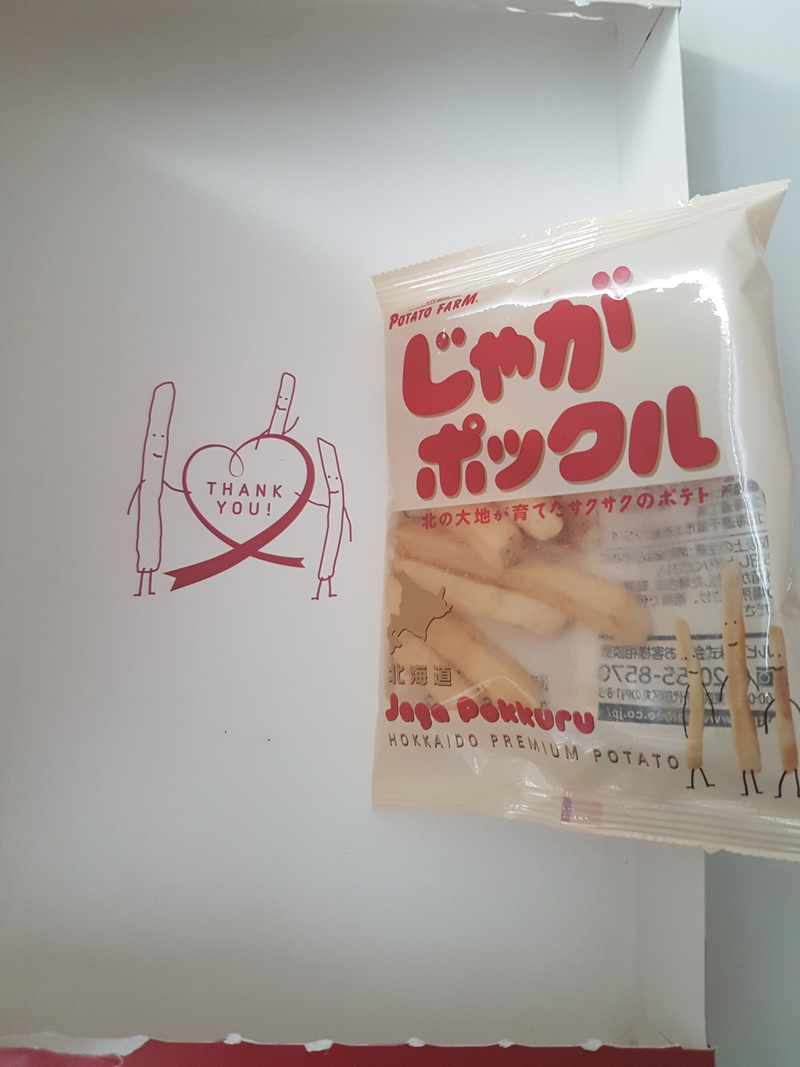 THANK
YOU!
POTATO FARM
じゃが
ポックル
北の大地が育てたサクサクのポテト
北海道
Jaga Pokkuru
HOKKAIDO PREMIUM POTATO